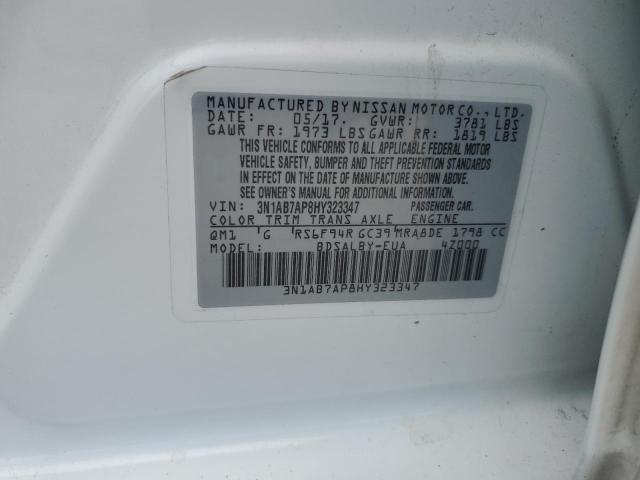 MANUFACTURED BY NISSAN MOTOR CO., LTD.
DATE: 05/17. GVWR: 3781 LBS
GAWR FR: 1973 LBS GAWR RR: 1819 LBS
THIS VEHICLE CONFORMS TO ALL APPLICABLE FEDERAL MOTOR
VEHICLE SAFETY, BUMPER AND THEFT PREVENTION STANDARDS
IN EFFECT ON THE DATE OF MANUFACTURE SHOWN ABOVE.
SEE OWNER'S MANUAL FOR ADDITIONAL INFORMATION.
VIN: 3N1AB7AP8HY323347 PASSENGER CAR.
COLOR TRIM TRANS AXLE ENGINE
QM1 G RS6F94R GC39 MRA8DE 1798 CC
MODEL: BDSALBY-EUA 4Z000
3N1AB7AP8HY323347